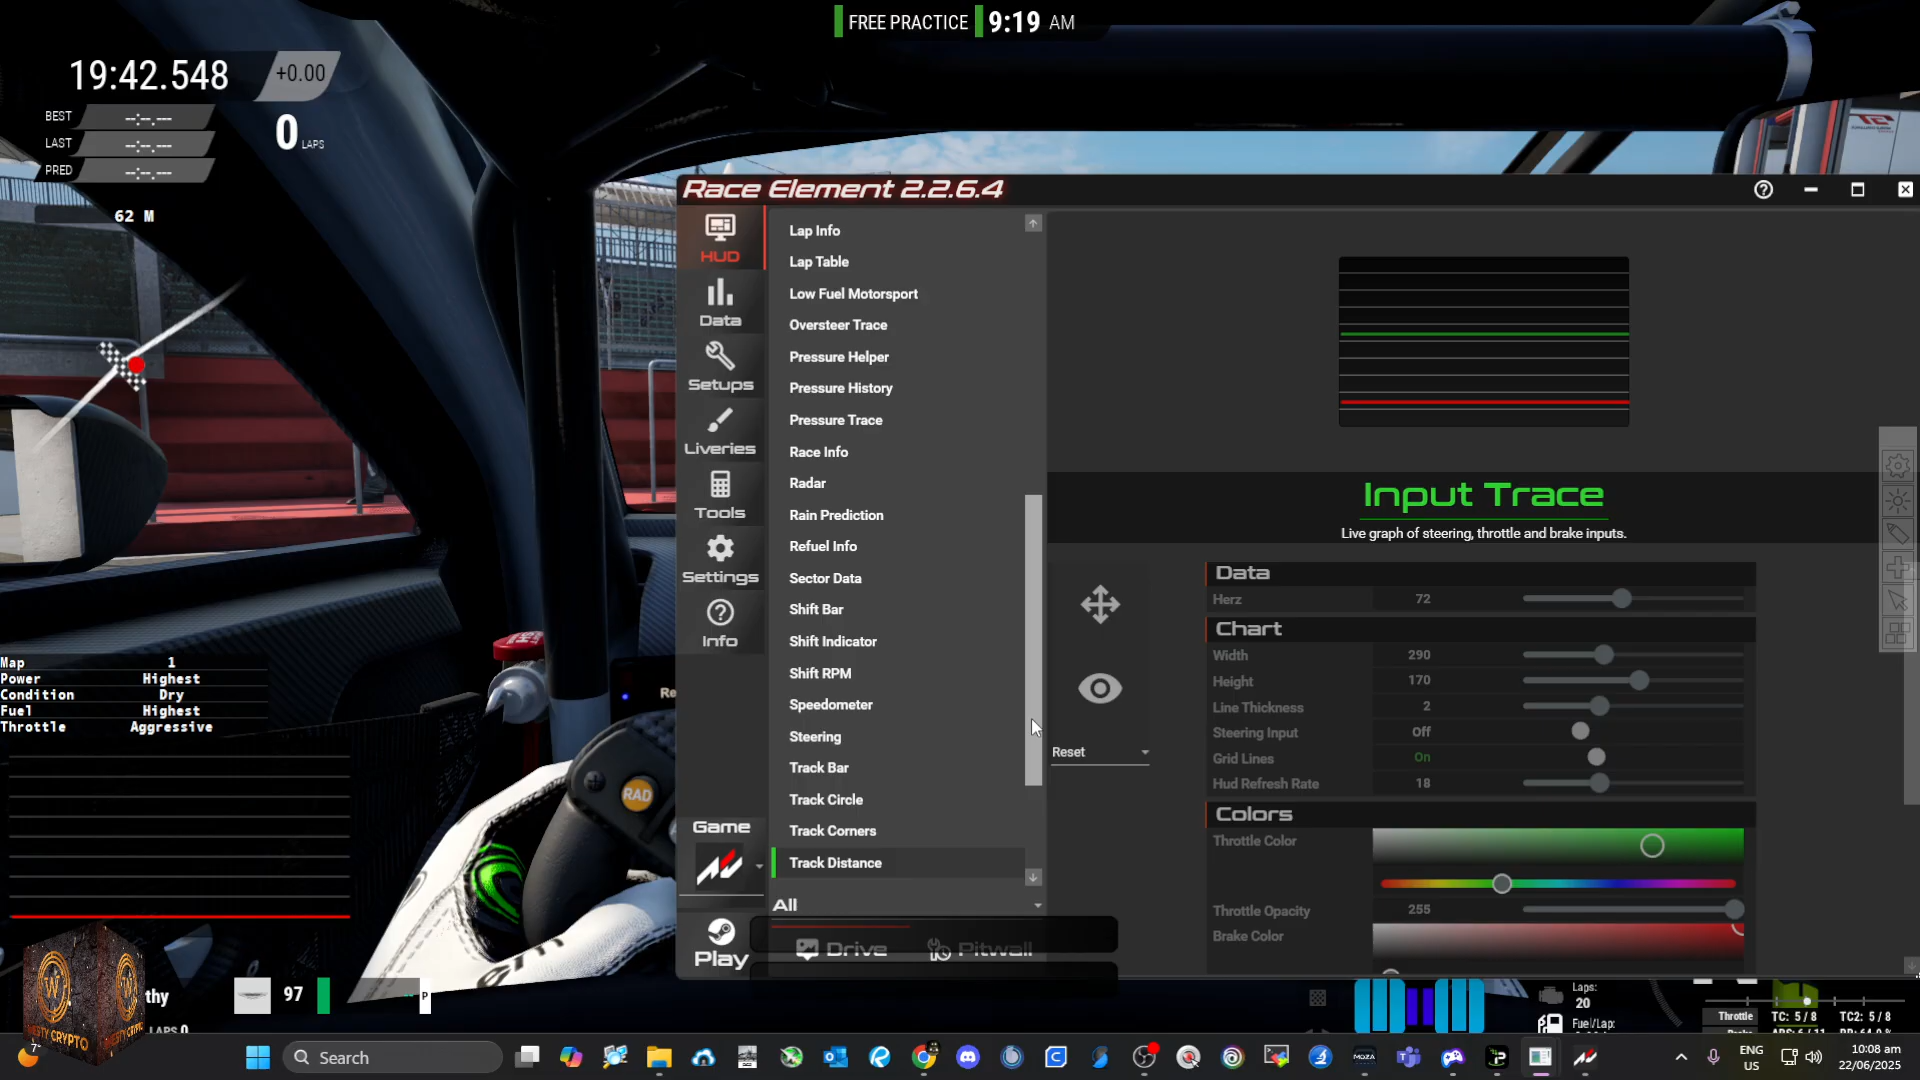 FREE PRACTICE 9:19 AM
19:42.548 +0.00
BEST --:--.---
LAST --:--.---
PRED --:--.---
0 LAPS
62 M
Race Element 2.2.6.4
HUD
Data
Setups
Liveries
Tools
Settings
Info
Game
Play
Lap Info
Lap Table
Low Fuel Motorsport
Oversteer Trace
Pressure Helper
Pressure History
Pressure Trace
Race Info
Radar
Rain Prediction
Refuel Info
Sector Data
Shift Bar
Shift Indicator
Shift RPM
Speedometer
Steering
Track Bar
Track Circle
Track Corners
Track Distance
All
Drive
Pitwall
Reset
Input Trace
Live graph of steering, throttle and brake inputs.
Data
Herz 72
Chart
Width 290
Height 170
Line Thickness 2
Steering Input Off
Grid Lines On
Hud Refresh Rate 18
Colors
Throttle Color
Throttle Opacity 255
Brake Color
Map 1
Power Highest
Condition Dry
Fuel Highest
Throttle Aggressive
RAD
Re
thy
LAPS 0
97
P
Laps:
20
Fuel/Lap:
Throttle
TC: 5 / 8
TC2: 5 / 8
7°
Search
MOZA
ENG
US
10:08 am
22/06/2025